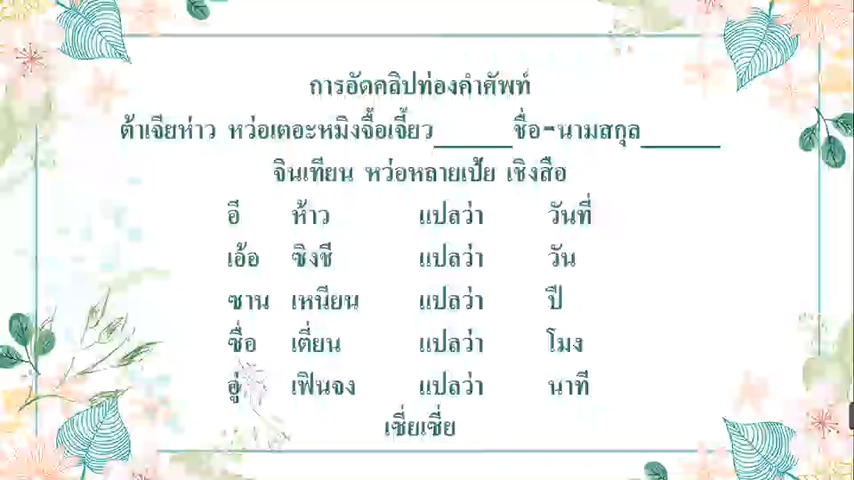 การอัดคลิปท่องคำศัพท์
ต้าเจียห่าว หว่อเตอะหมิงจื้อเจี้ยว______ชื่อ-นามสกุล______
จินเทียน หว่อหลายเป้ย เชิงสือ
อี ห้าว แปลว่า วันที่
เอ้อ ซิงชี แปลว่า วัน
ซาน เหนียน แปลว่า ปี
ซื่อ เตี่ยน แปลว่า โมง
อู่ เฟินจง แปลว่า นาที
เซี่ยเซี่ย